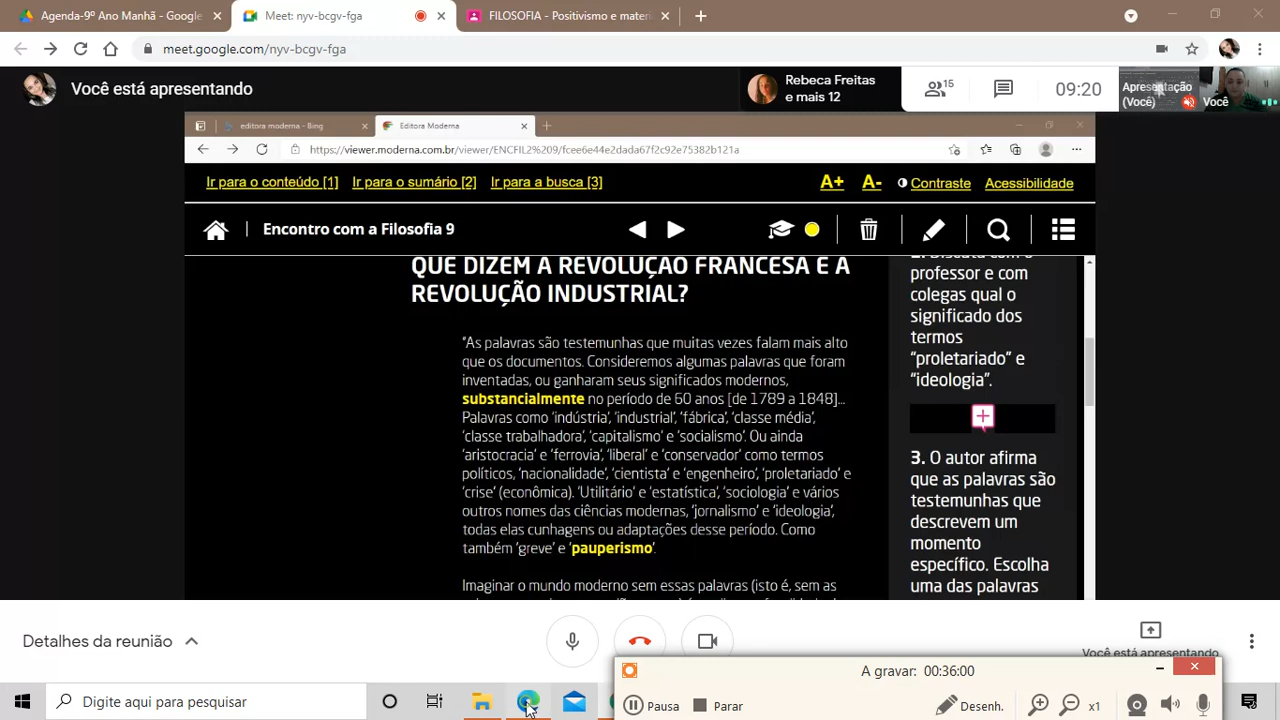 Agenda-9º Ano Manhã - Google
Meet: nyv-bcgv-fga
FILOSOFIA - Positivismo e mater
meet.google.com/nyv-bcgv-fga
Você está apresentando
Rebeca Freitas
e mais 12
15
09:20
Apresentação
(Você)
Você
editora moderna - Bing
Editora Moderna
https://viewer.moderna.com.br/viewer/ENCFIL2%209/fcee6e44e2dada67f2c92e75382b121a
Ir para o conteúdo [1]
Ir para o sumário [2]
Ir para a busca [3]
A+
A-
Contraste
Acessibilidade
Encontro com a Filosofia 9
QUE DIZEM A REVOLUÇÃO FRANCESA E A
REVOLUÇÃO INDUSTRIAL?
“As palavras são testemunhas que muitas vezes falam mais alto
que os documentos. Consideremos algumas palavras que foram
inventadas, ou ganharam seus significados modernos,
substancialmente no período de 60 anos [de 1789 a 1848]...
Palavras como ‘indústria’, ‘industrial’, ‘fábrica’, ‘classe média’,
‘classe trabalhadora’, ‘capitalismo’ e ‘socialismo’. Ou ainda
‘aristocracia’ e ‘ferrovia’, ‘liberal’ e ‘conservador’ como termos
políticos, ‘nacionalidade’, ‘cientista’ e ‘engenheiro’, ‘proletariado’ e
‘crise’ (econômica). ‘Utilitário’ e ‘estatística’, ‘sociologia’ e vários
outros nomes das ciências modernas, ‘jornalismo’ e ‘ideologia’,
todas elas cunhagens ou adaptações desse período. Como
também ‘greve’ e ‘pauperismo’.
Imaginar o mundo moderno sem essas palavras (isto é, sem as
2. Discuta com o
professor e com
colegas qual o
significado dos
termos
“proletariado” e
“ideologia”.
3. O autor afirma
que as palavras são
testemunhas que
descrevem um
momento
específico. Escolha
uma das palavras
Detalhes da reunião
Você está apresentando
A gravar: 00:36:00
Pausa
Parar
Desenh.
x1
Digite aqui para pesquisar